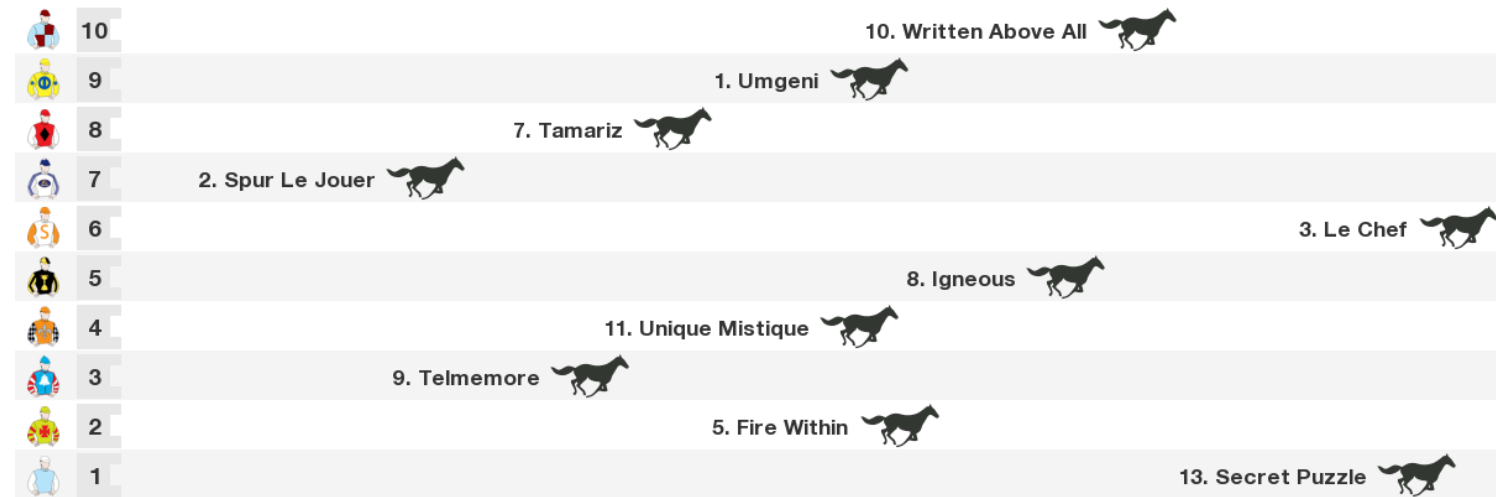 10 10. Written Above All
9 1. Umgeni
8 7. Tamariz
7 2. Spur Le Jouer
S 6 3. Le Chef
5 8. Igneous
4 11. Unique Mistique
3 9. Telmemore
2 5. Fire Within
1 13. Secret Puzzle